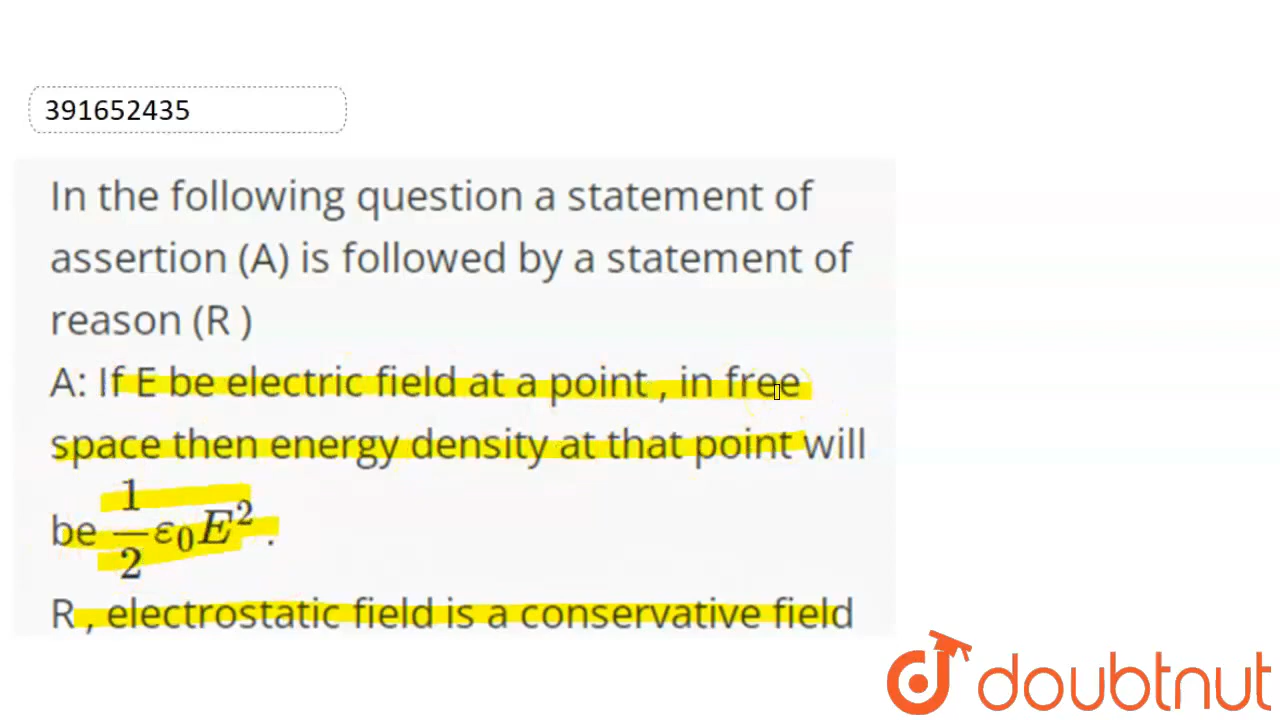 391652435
In the following question a statement of
assertion (A) is followed by a statement of
reason (R )
A: If E be electric field at a point , in free
space then energy density at that point will
be \frac{1}{2}ε₀E² .
R , electrostatic field is a conservative field
doubtnut